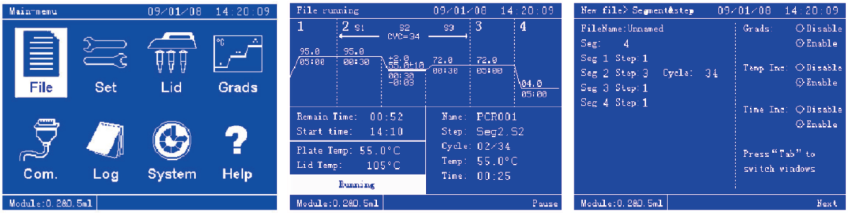 Main-menu 09/01/08 14:20:09
File Set Lid Grads
°C
Com. Log System Help
Module:0.2&0.5ml
File running 09/01/08 14:20:09
1 2 S1 S2 S3 3 4
CYC=34
95.0 95.0 +2.0 72.0 72.0
05:00 00:30 00:30 00:30 05:00
-0:03
04.0
05:00
Remain Time: 00:52
Start time: 14:10
Plate Temp: 55.0°C
Lid Temp: 105°C
Running
Name: PCR001
Step: Seg2.S2
Cycle: 02/34
Temp: 55.0°C
Time: 00:25
Module:0.2&0.5ml Pause
New file> Segment&step 09/01/08 14:20:09
FileName:Unnamed
Seg: 4
Seg 1 Step 1
Seg 2 Step 3 Cycle: 34
Seg 3 Step 1
Seg 4 Step 1
Grads: Disable
Enable
Temp Inc: Disable
Enable
Time Inc: Disable
Enable
Press "Tab" to
switch windows
Module:0.2&0.5ml Next